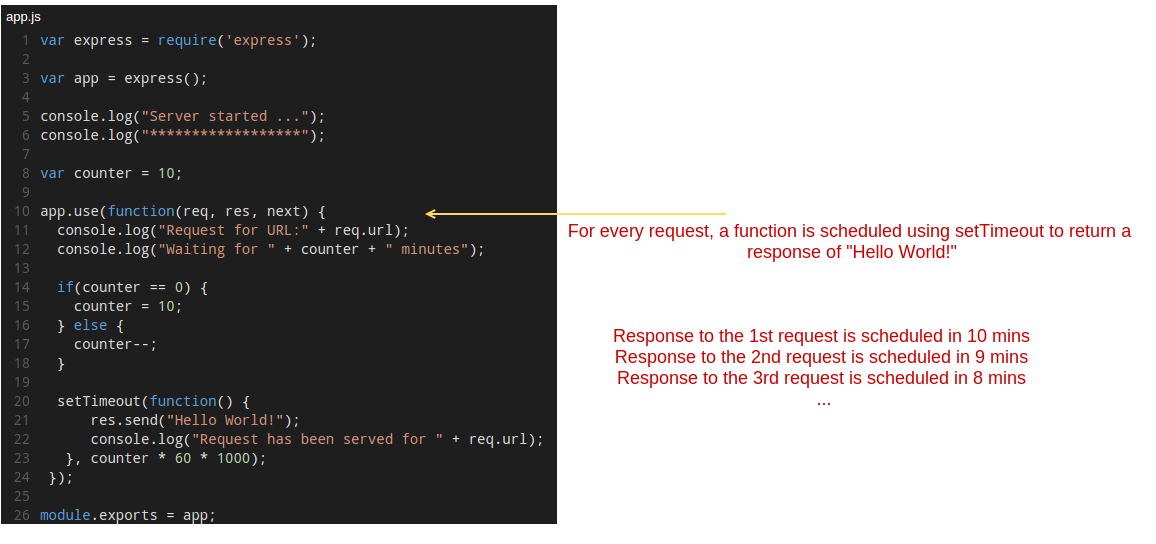 app.js
1 var express = require('express');
2
3 var app = express();
4
5 console.log("Server started ...");
6 console.log("******************");
7
8 var counter = 10;
9
10 app.use(function(req, res, next) {
11   console.log("Request for URL:" + req.url);
12   console.log("Waiting for " + counter + " minutes");
13
14   if(counter == 0) {
15     counter = 10;
16   } else {
17     counter--;
18   }
19
20   setTimeout(function() {
21       res.send("Hello World!");
22       console.log("Request has been served for " + req.url);
23    }, counter * 60 * 1000);
24  });
25
26 module.exports = app;
For every request, a function is scheduled using setTimeout to return a
response of "Hello World!"
Response to the 1st request is scheduled in 10 mins
Response to the 2nd request is scheduled in 9 mins
Response to the 3rd request is scheduled in 8 mins
...